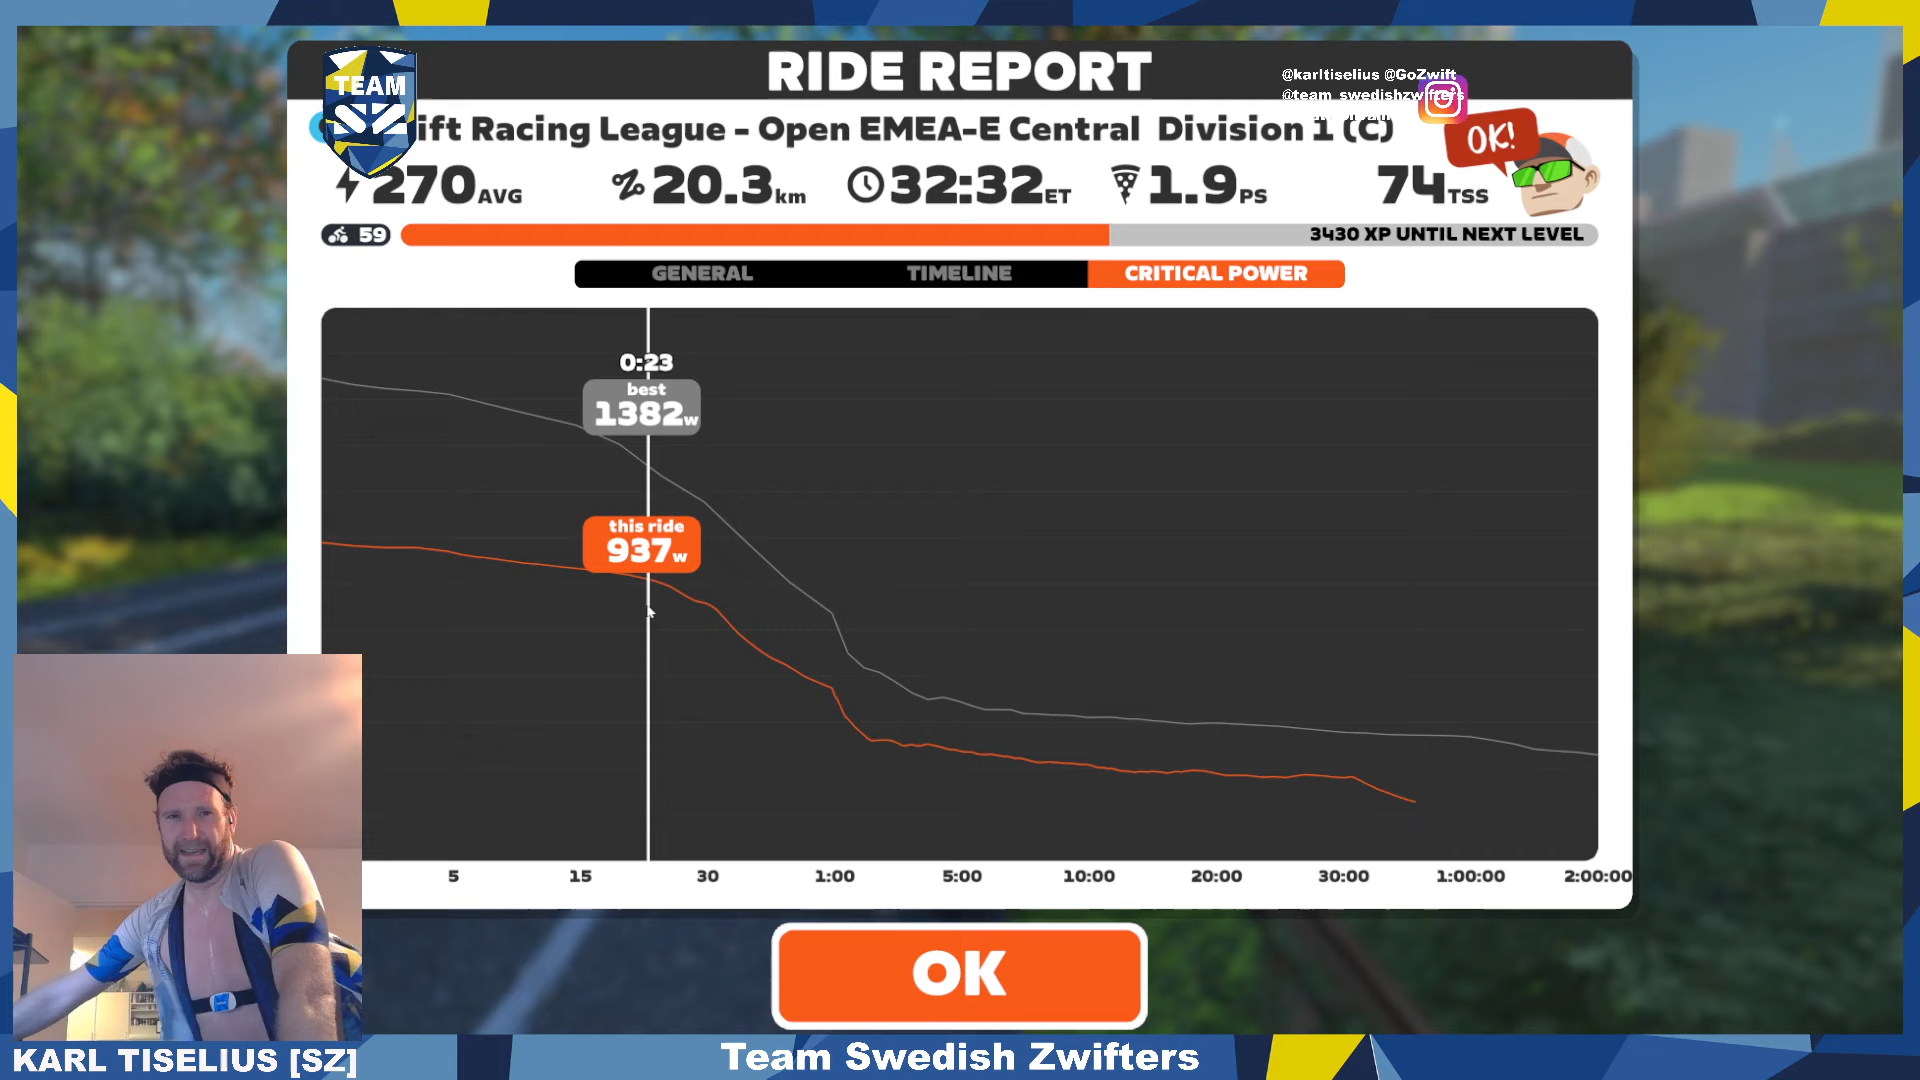 RIDE REPORT
@karltiselius @GoZwift
@team_swedishzwifters
TEAM
SZ
ift Racing League - Open EMEA-E Central Division 1 (C)
OK!
270AVG 20.3km 32:32ET 1.9PS 74TSS
59 3430 XP UNTIL NEXT LEVEL
GENERAL TIMELINE CRITICAL POWER
0:23
best
1382w
this ride
937w
5 15 30 1:00 5:00 10:00 20:00 30:00 1:00:00 2:00:00
OK
KARL TISELIUS [SZ]
Team Swedish Zwifters